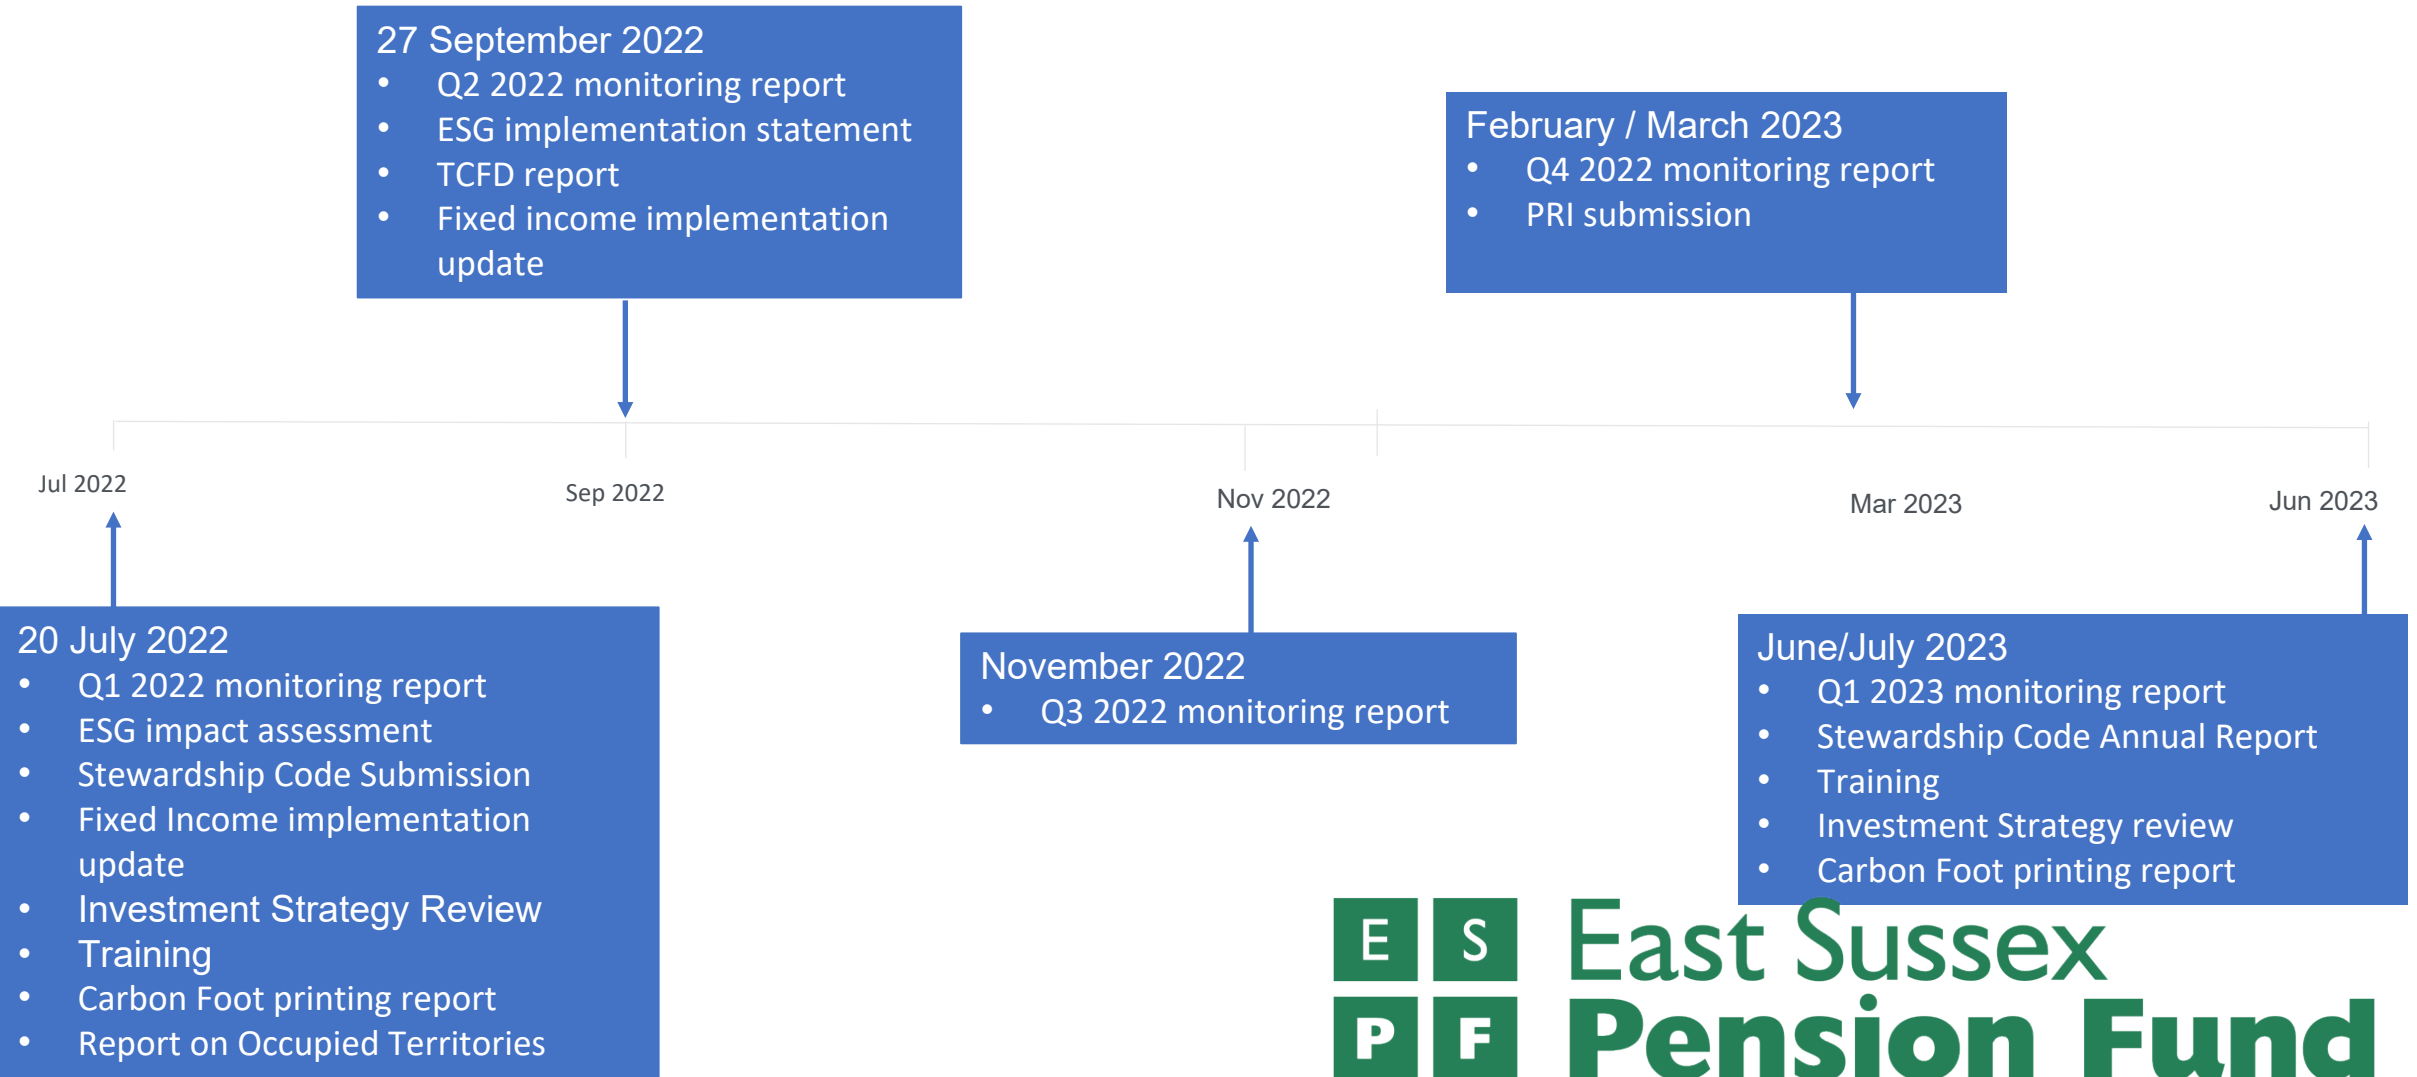 27 September 2022
• Q2 2022 monitoring report
• ESG implementation statement
• TCFD report
• Fixed income implementation
update
February / March 2023
• Q4 2022 monitoring report
• PRI submission
Jul 2022
Sep 2022
Nov 2022
Mar 2023
Jun 2023
20 July 2022
• Q1 2022 monitoring report
• ESG impact assessment
• Stewardship Code Submission
• Fixed Income implementation
update
• Investment Strategy Review
• Training
• Carbon Foot printing report
• Report on Occupied Territories
November 2022
• Q3 2022 monitoring report
June/July 2023
• Q1 2023 monitoring report
• Stewardship Code Annual Report
• Training
• Investment Strategy review
• Carbon Foot printing report
E S
P F
East Sussex
Pension Fund